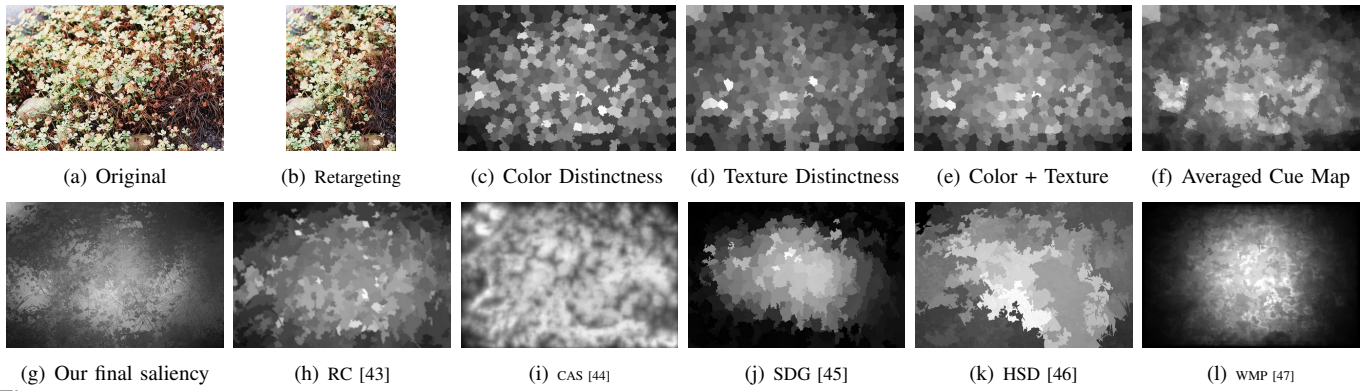 (a) Original (b) Retargeting (c) Color Distinctness (d) Texture Distinctness (e) Color + Texture (f) Averaged Cue Map
(g) Our final saliency (h) RC [43] (i) CAS [44] (j) SDG [45] (k) HSD [46] (l) WMP [47]